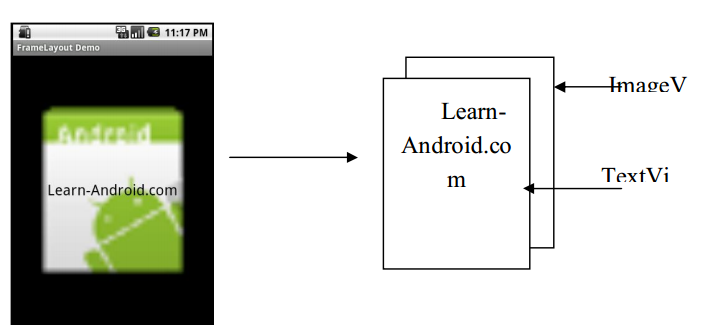 11:17 PM
FrameLayout Demo
Android
Learn-Android.com
Learn-
Android.co
m
ImageV
TextVi